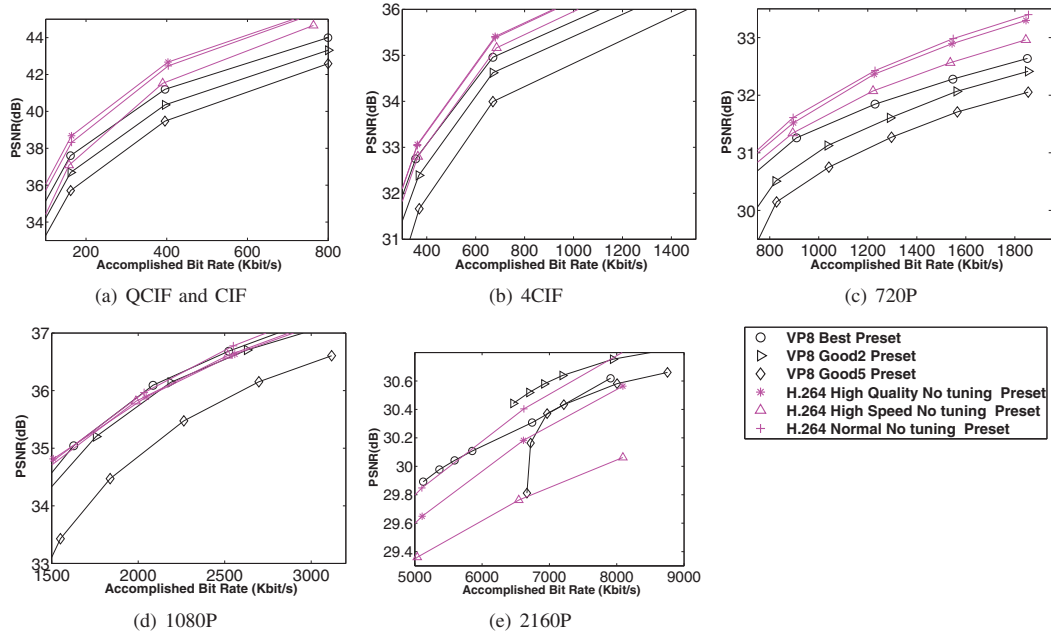 44
42
40
38
36
34
PSNR(dB)
200 400 600 800
Accomplished Bit Rate (Kbit/s)
(a) QCIF and CIF
36
35
34
33
32
31
PSNR(dB)
400 600 800 1000 1200 1400
Accomplished Bit Rate (Kbit/s)
(b) 4CIF
33
32
31
30
PSNR(dB)
800 1000 1200 1400 1600 1800
Accomplished Bit Rate (Kbit/s)
(c) 720P
37
36
35
34
33
PSNR(dB)
1500 2000 2500 3000
Accomplished Bit Rate (Kbit/s)
(d) 1080P
30.6
30.4
30.2
30
29.8
29.6
29.4
PSNR(dB)
5000 6000 7000 8000 9000
Accomplished Bit Rate (Kbit/s)
(e) 2160P
VP8 Best Preset
VP8 Good2 Preset
VP8 Good5 Preset
H.264 High Quality No tuning Preset
H.264 High Speed No tuning Preset
H.264 Normal No tuning Preset